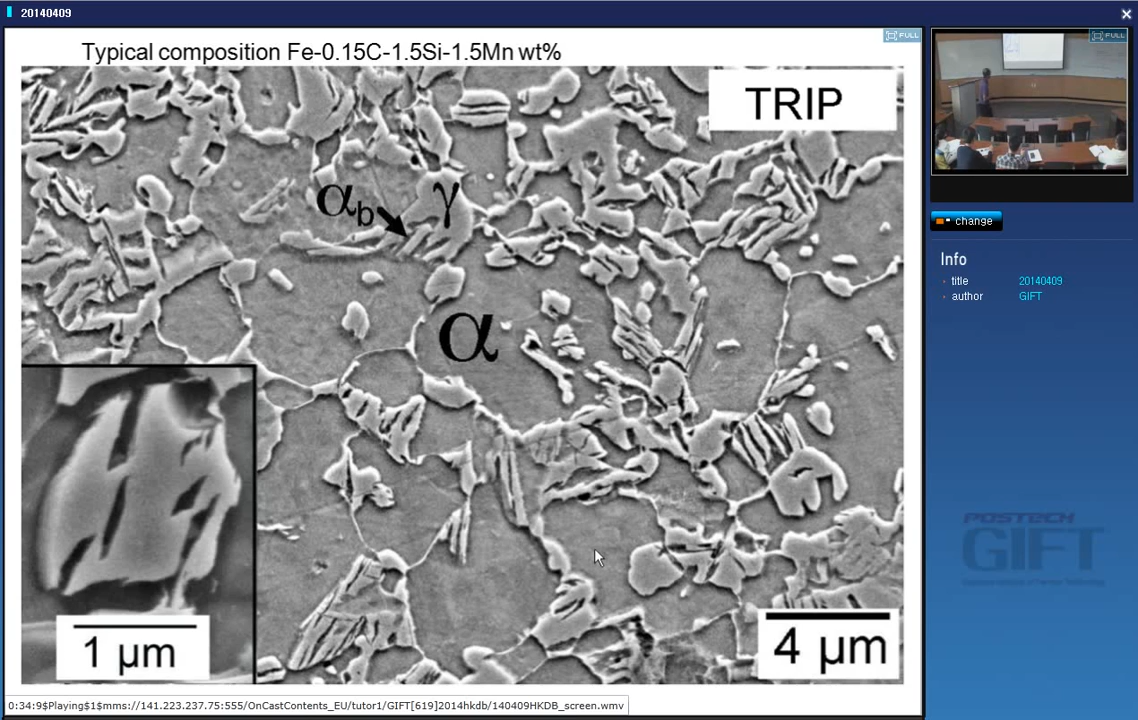 20140409
Typical composition Fe-0.15C-1.5Si-1.5Mn wt%
FULL
FULL
TRIP
αb
γ
α
1 µm
4 µm
change
Info
title 20140409
author GIFT
POSTECH
GIFT
0:34:9$Playing$1$mms://141.223.237.75:555/OnCastContents_EU/tutor1/GIFT[619]2014hkdb/140409HKDB_screen.wmv